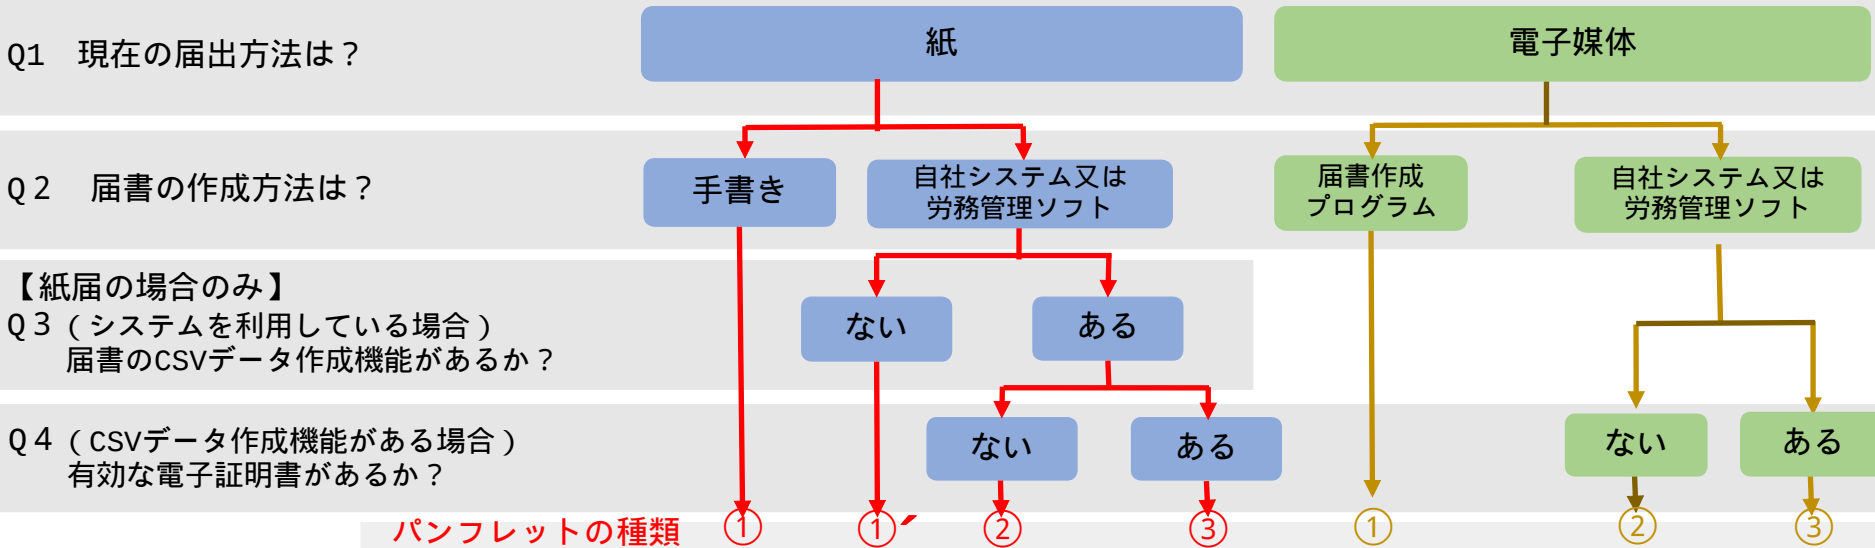 Q1　現在の届出方法は？
紙
電子媒体
Q２　届書の作成方法は？
手書き
自社システム又は
労務管理ソフト
届書作成
プログラム
自社システム又は
労務管理ソフト
【紙届の場合のみ】
Q３（システムを利用している場合）
届書のCSVデータ作成機能があるか？
ない
ある
Q４（CSVデータ作成機能がある場合）
有効な電子証明書があるか？
ない
ある
ない
ある
パンフレットの種類
①
①´
②
③
①
②
③